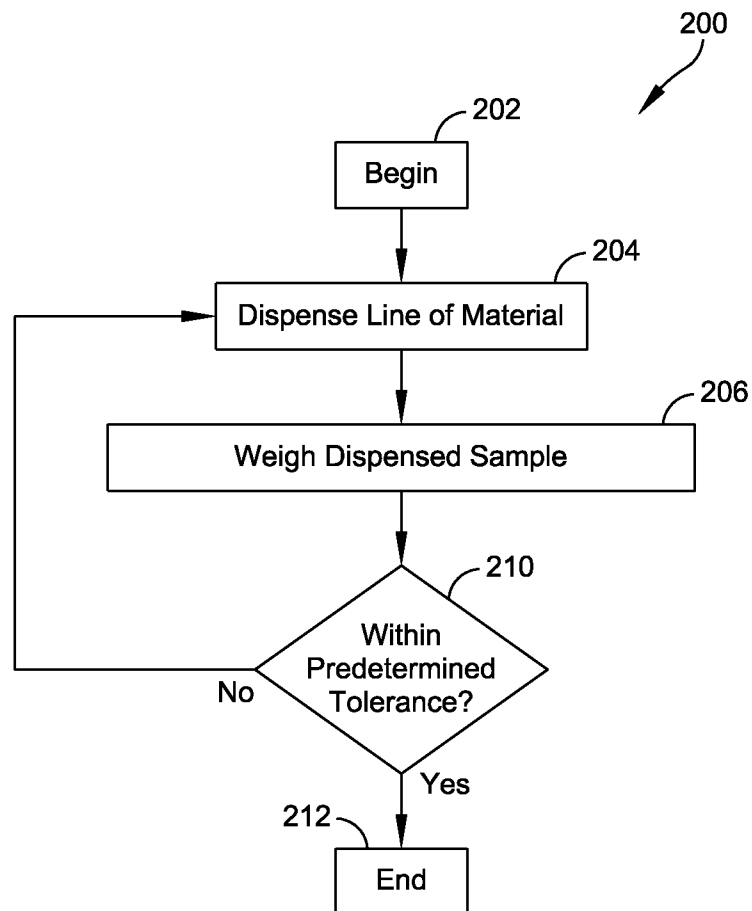 200
202
Begin
204
Dispense Line of Material
206
Weigh Dispensed Sample
210
Within
Predetermined
Tolerance?
No
Yes
212
End